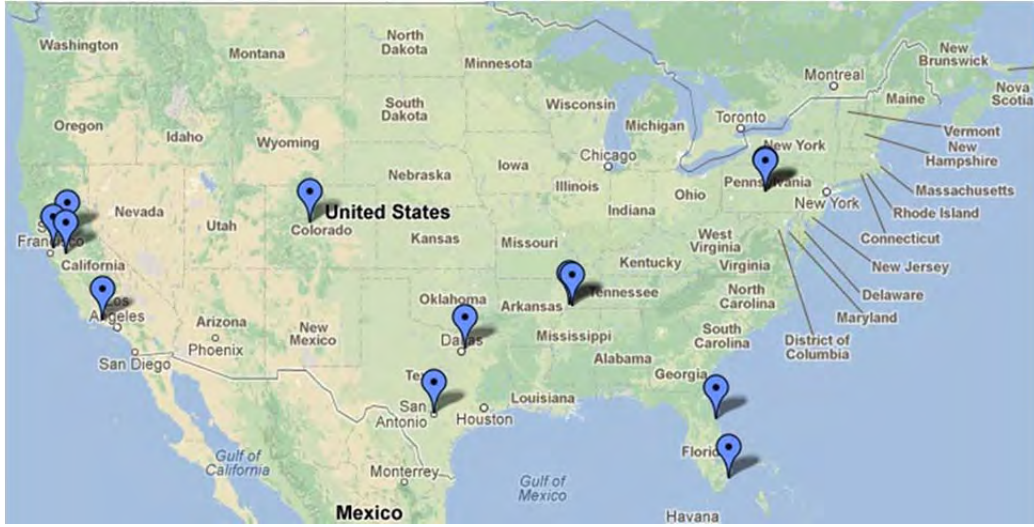 Washington
Montana
North
Dakota
Minnesota
Montreal
New
Brunswick
Nova
Scotia
Maine
Oregon
Idaho
Wyoming
South
Dakota
Wisconsin
Michigan
Toronto
Vermont
New
Hampshire
New York
Iowa
Chicago
Nebraska
Illinois
Ohio
Pennsylvania
New York
Massachusetts
Rhode Island
Connecticut
Nevada
Utah
United States
Colorado
Indiana
Kansas
Missouri
West
Virginia
Virginia
Kentucky
New Jersey
Delaware
Maryland
District of
Columbia
California
Los
Angeles
San Diego
Arizona
Phoenix
New
Mexico
Oklahoma
Arkansas
Tennessee
North
Carolina
South
Carolina
Mississippi
Alabama
Georgia
Dallas
San
Antonio
Houston
Louisiana
Gulf of
California
Monterrey
Gulf of
Mexico
Mexico
Havana